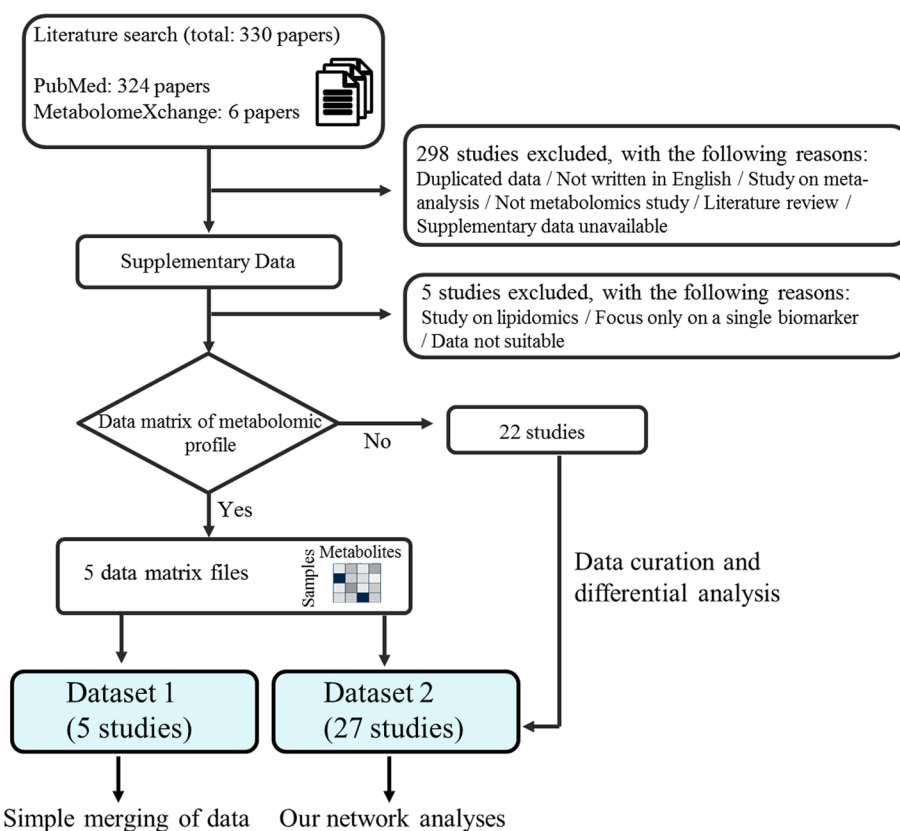 Literature search (total: 330 papers)
PubMed: 324 papers
MetabolomeXchange: 6 papers
298 studies excluded, with the following reasons:
Duplicated data / Not written in English / Study on meta-
analysis / Not metabolomics study / Literature review /
Supplementary data unavailable
Supplementary Data
5 studies excluded, with the following reasons:
Study on lipidomics / Focus only on a single biomarker
/ Data not suitable
Data matrix of metabolomic
profile
No
22 studies
Yes
5 data matrix files
Samples
Metabolites
Data curation and
differential analysis
Dataset 1
(5 studies)
Dataset 2
(27 studies)
Simple merging of data
Our network analyses